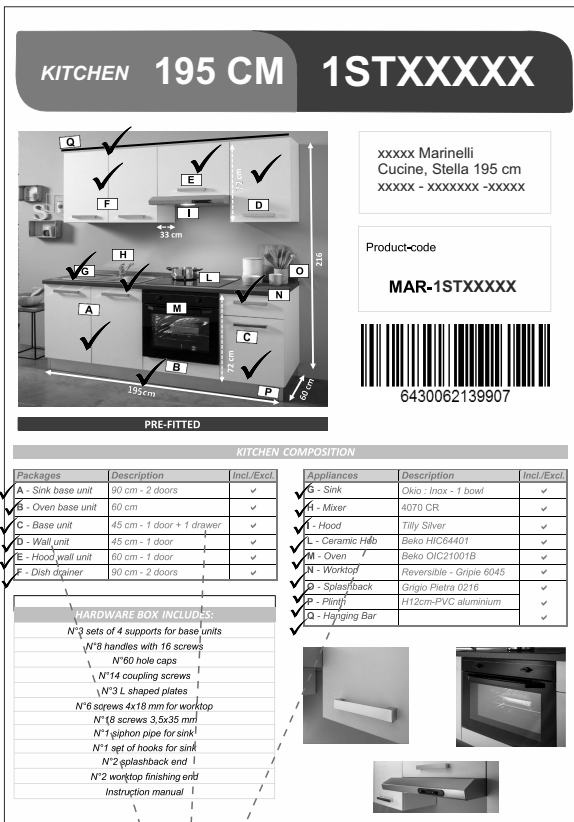 KITCHEN 195 CM 1STXXXXX
Q
E
72 cm
F
D
I
33 cm
216
H
G
L
O
N
M
A
C
B
72 cm
195cm
60 cm
P
PRE-FITTED
xxxxx Marinelli
Cucine, Stella 195 cm
xxxxx - xxxxxxx -xxxxx
Product-code
MAR-1STXXXXX
6430062139907
KITCHEN COMPOSITION
Packages Description Incl./Excl.
A - Sink base unit 90 cm - 2 doors
B - Oven base unit 60 cm
C - Base unit 45 cm - 1 door + 1 drawer
D - Wall unit 45 cm - 1 door
E - Hood wall unit 60 cm - 1 door
F - Dish drainer 90 cm - 2 doors
Appliances Description Incl./Excl.
G - Sink Okio : Inox - 1 bowl
H - Mixer 4070 CR
I - Hood Tilly Silver
L - Ceramic Hob Beko HIC64401
M - Oven Beko OIC21001B
N - Worktop Reversible - Gripie 6045
O - Splashback Grigio Pietra 0216
P - Plinth H12cm-PVC aluminium
Q - Hanging Bar
HARDWARE BOX INCLUDES:
N°3 sets of 4 supports for base units
N°8 handles with 16 screws
N°60 hole caps
N°14 coupling screws
N°3 L shaped plates
N°6 screws 4x18 mm for worktop
N°18 screws 3,5x35 mm
N°1 siphon pipe for sink
N°1 set of hooks for sink
N°2 splashback end
N°2 worktop finishing end
Instruction manual